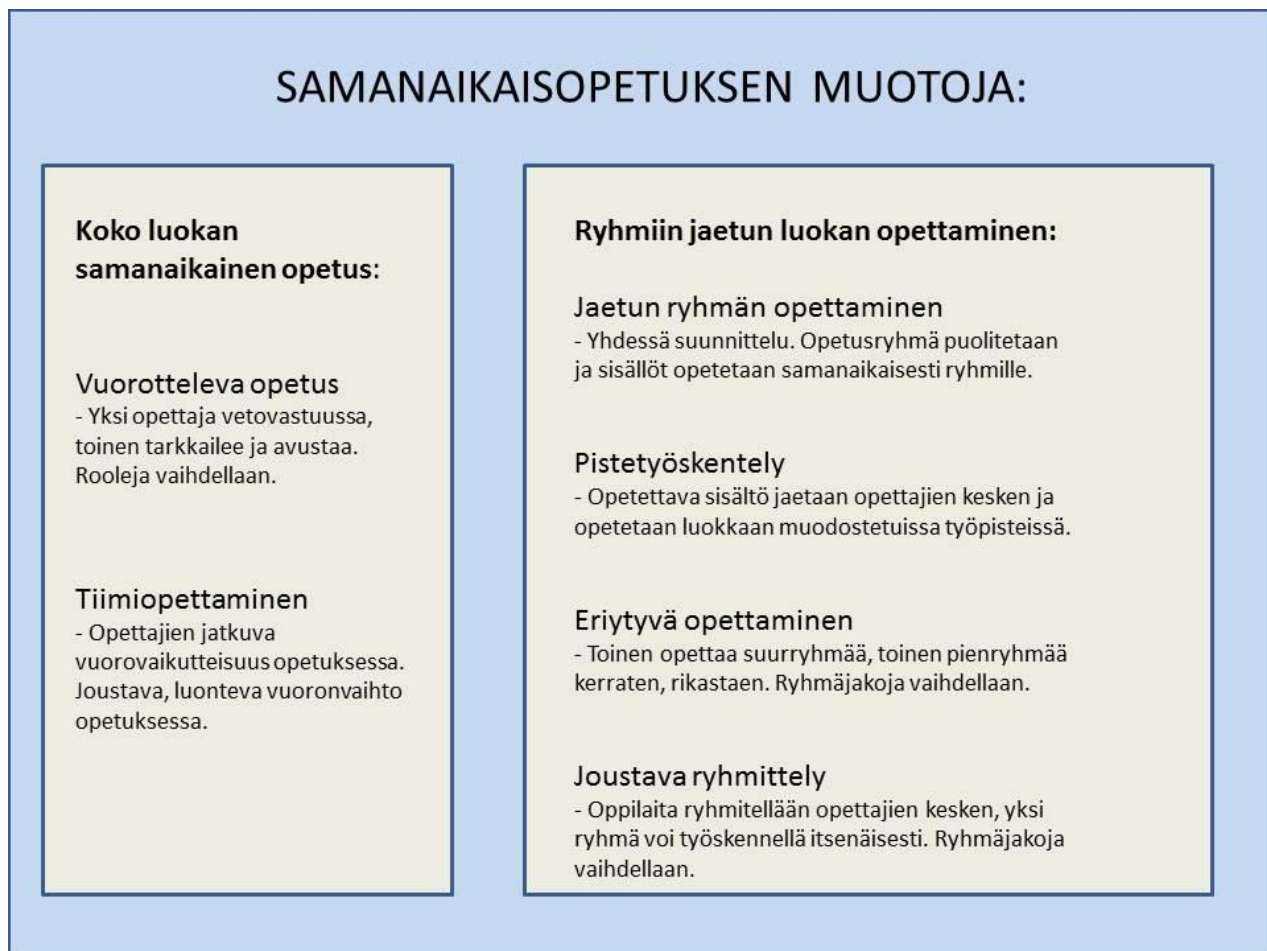 SAMANAIKAISOPETUKSEN MUOTOJA:
Koko luokan
samanaikainen opetus:
Vuorotteleva opetus
- Yksi opettaja vetovastuussa,
toinen tarkkailee ja avustaa.
Rooleja vaihdellaan.
Tiimiopettaminen
- Opettajien jatkuva
vuorovaikutteisuus opetuksessa.
Joustava, luonteva vuoronvaihto
opetuksessa.
Ryhmiin jaetun luokan opettaminen:
Jaetun ryhmän opettaminen
- Yhdessä suunnittelu. Opetusryhmä puolitetaan
ja sisällöt opetetaan samanaikaisesti ryhmille.
Pistetyöskentely
- Opetettava sisältö jaetaan opettajien kesken ja
opetetaan luokkaan muodostetuissa työpisteissä.
Eriytyvä opettaminen
- Toinen opettaa suurryhmää, toinen pienryhmää
kerraten, rikastaen. Ryhmäjakoja vaihdellaan.
Joustava ryhmittely
- Oppilaita ryhmitellään opettajien kesken, yksi
ryhmä voi työskennellä itsenäisesti. Ryhmäjakoja
vaihdellaan.